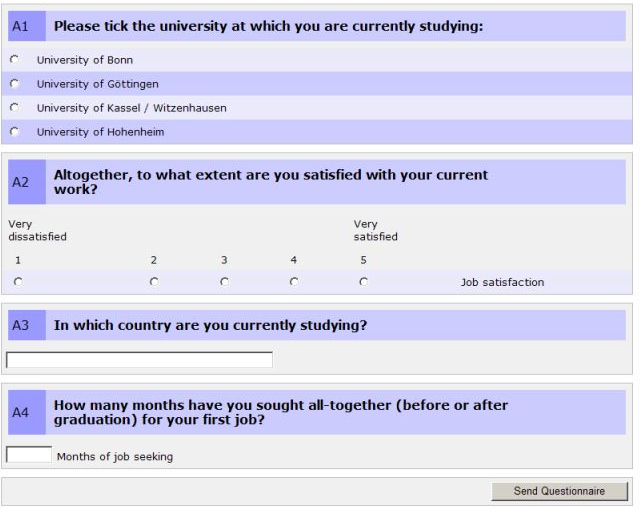 A1 Please tick the university at which you are currently studying:
University of Bonn
University of Göttingen
University of Kassel / Witzenhausen
University of Hohenheim
A2 Altogether, to what extent are you satisfied with your current
work?
Very
dissatisfied
Very
satisfied
1 2 3 4 5
Job satisfaction
A3 In which country are you currently studying?
A4 How many months have you sought all-together (before or after
graduation) for your first job?
Months of job seeking
Send Questionnaire